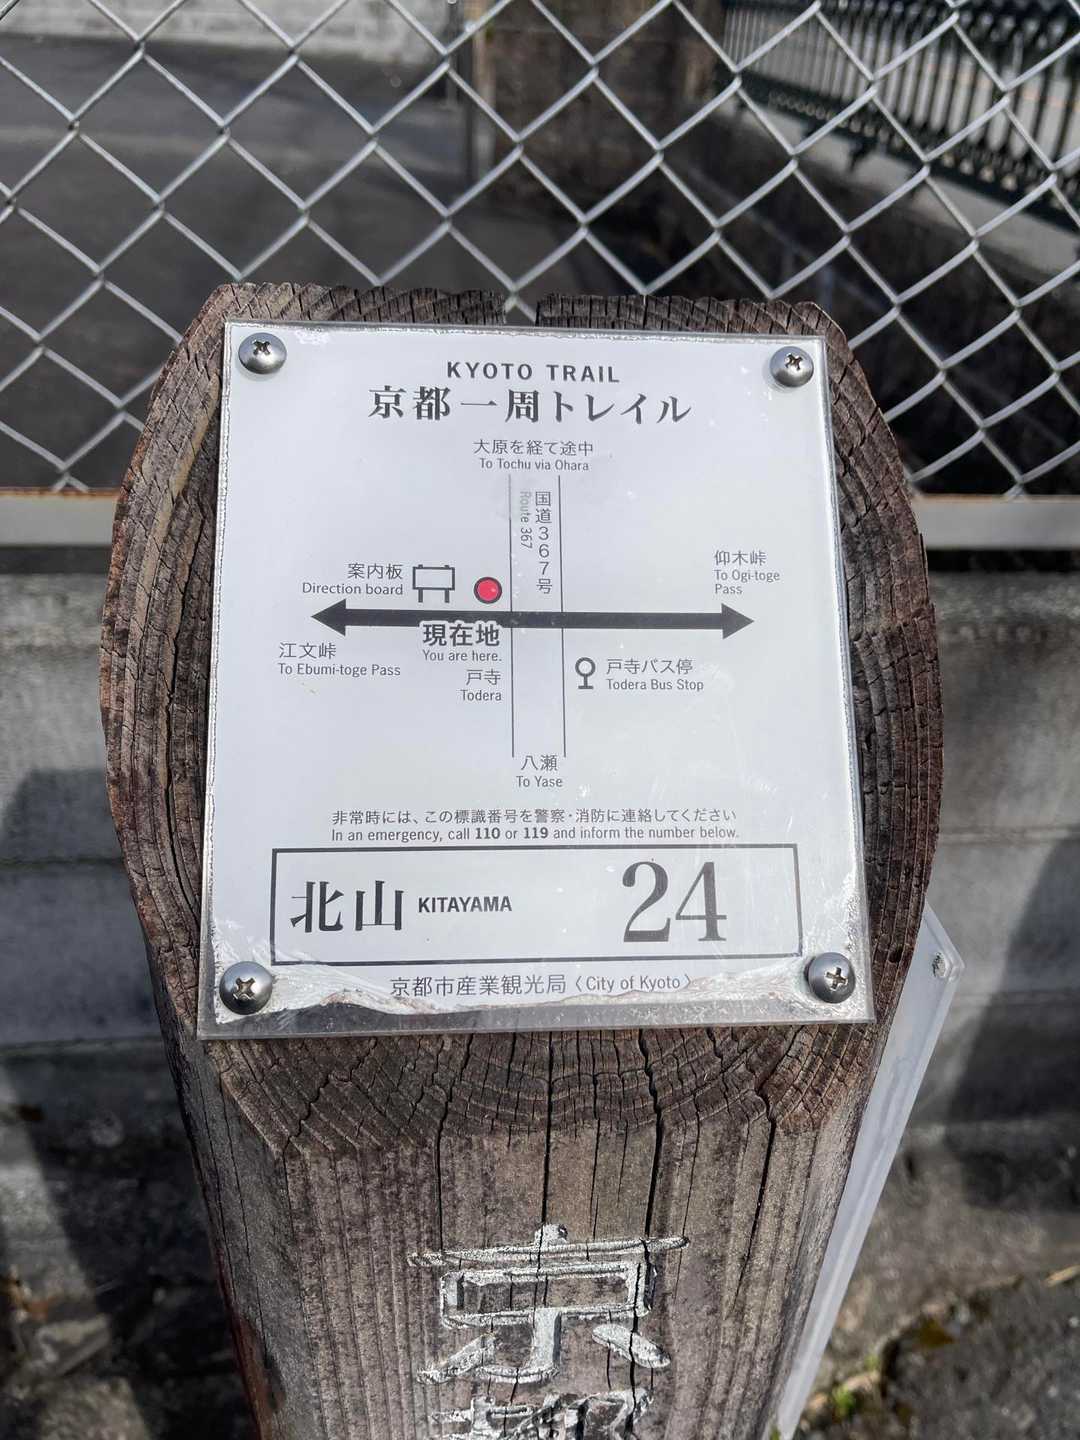 KYOTO TRAIL
京都一周トレイル
大原を経て途中
To Tochu via Ohara
国道367号
Route 367
案内板
Direction board
仰木峠
To Ogi-toge
Pass
現在地
You are here.
江文峠
To Ebumi-toge Pass
戸寺
Todera
戸寺バス停
Todera Bus Stop
八瀬
To Yase
非常時には、この標識番号を警察・消防に連絡してください
In an emergency, call 110 or 119 and inform the number below.
北山 KITAYAMA 24
京都市産業観光局〈City of Kyoto〉
京